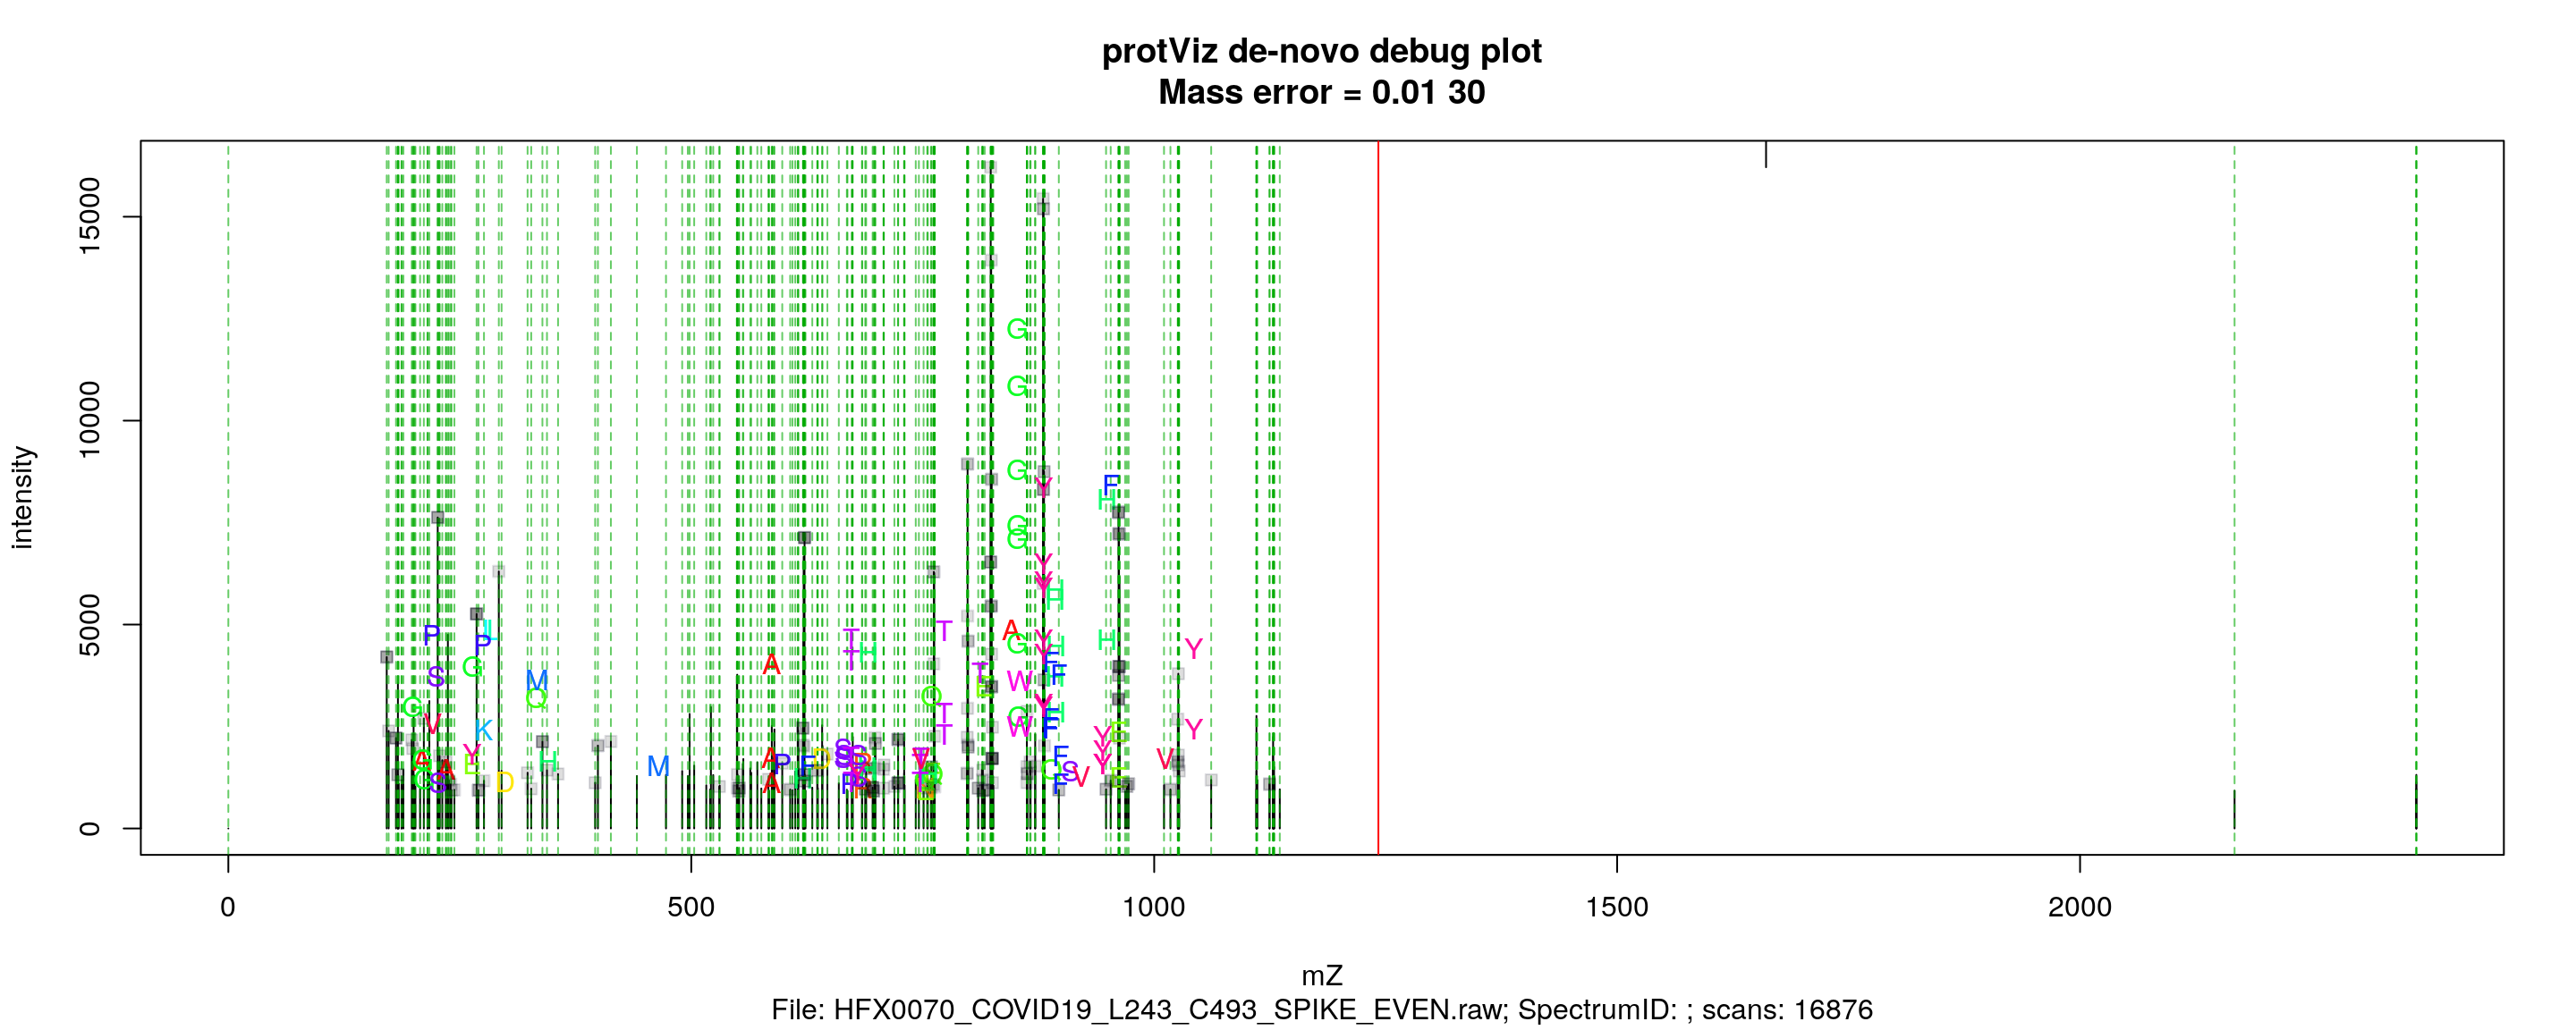 protViz de-novo debug plot
Mass error = 0.01 30
intensity
15000
10000
5000
0
G
G
G
G
G
Y
F
H
Y
Y
Y
H
H
P
J
L
P
S
G
G
V
Y
E
A
G
S
A
K
D
M
Q
H
M
A
A
A
P
F
D
T
T
H
S
S
S
P
T
T
T
Q
V
T
E
A
G
W
G
W
Y
Y
H
F
F
H
F
F
F
F
G
S
V
H
Y
Y
Y
E
E
V
Y
Y
0 500 1000 1500 2000
mZ
File: HFX0070_COVID19_L243_C493_SPIKE_EVEN.raw; SpectrumID: ; scans: 16876